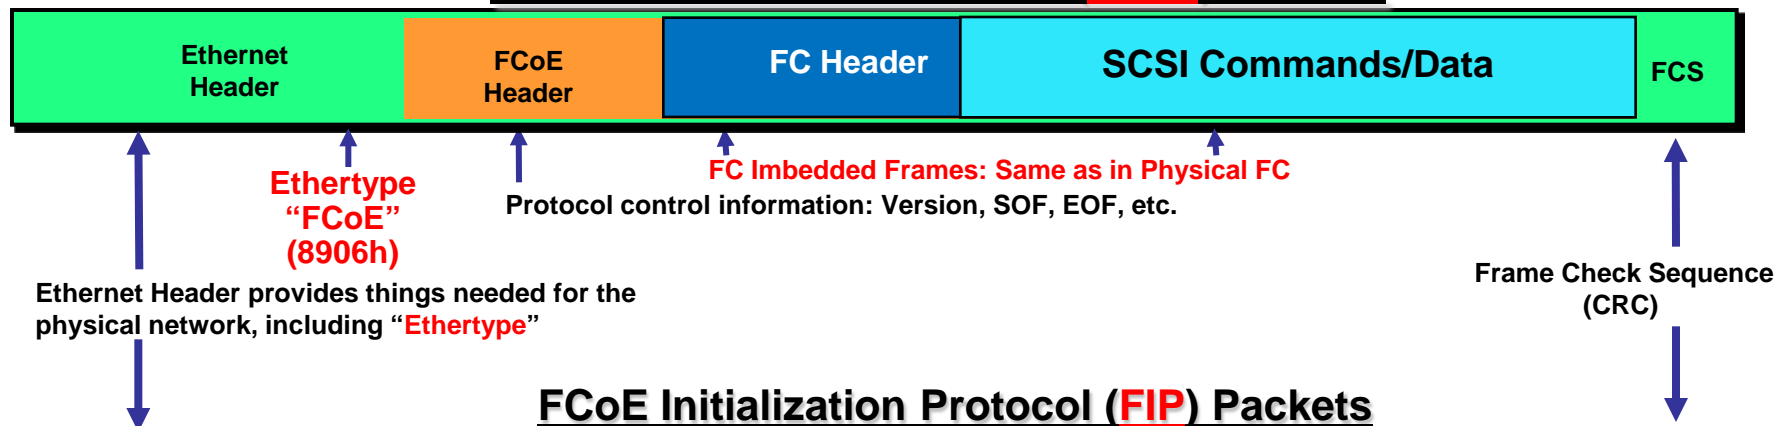 Ethernet
Header
FCoE
Header
FC Header
SCSI Commands/Data
FCS
FC Imbedded Frames: Same as in Physical FC
Ethertype
“FCoE”
(8906h)
Protocol control information: Version, SOF, EOF, etc.
Ethernet Header provides things needed for the
physical network, including “Ethertype”
Frame Check Sequence
(CRC)
FCoE Initialization Protocol (FIP) Packets